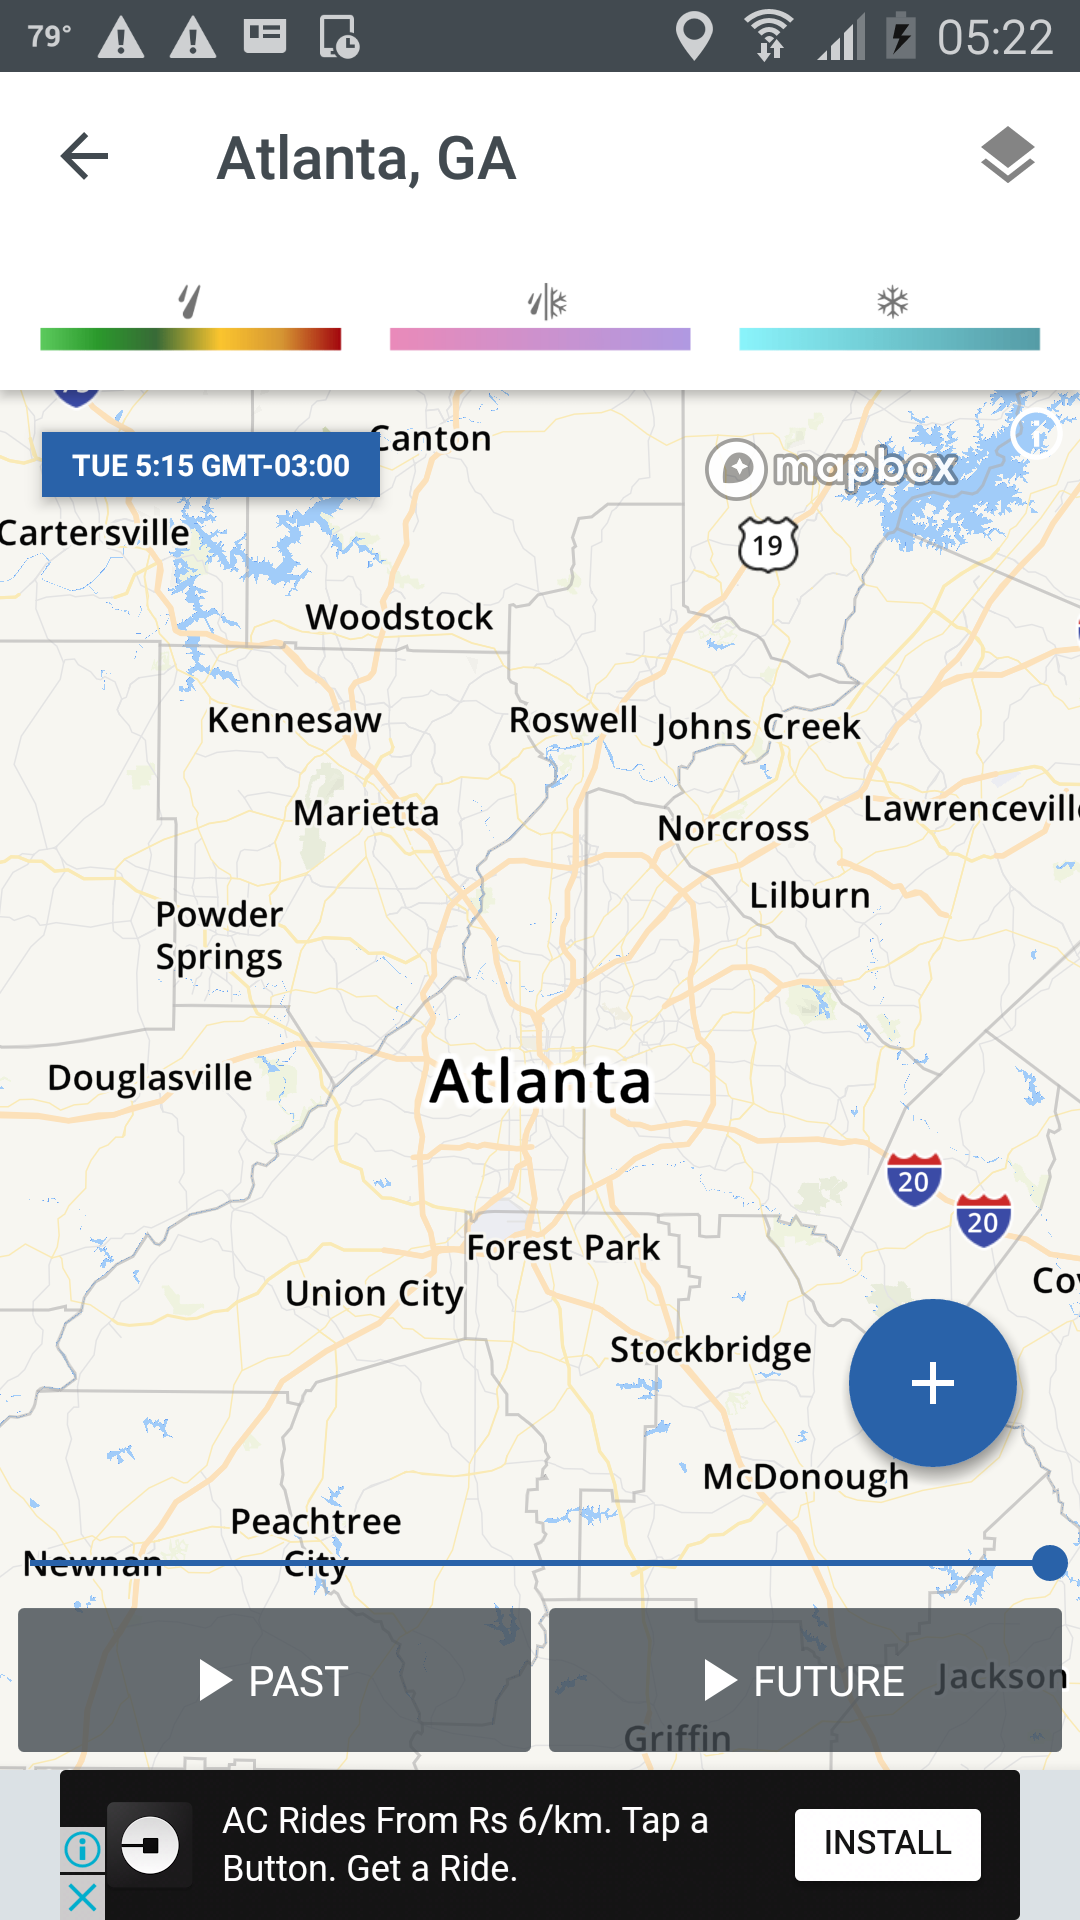 79°
05:22
Atlanta, GA
Canton
TUE 5:15 GMT-03:00
mapbox
Cartersville
19
Woodstock
Kennesaw
Roswell
Johns Creek
Marietta
Lawrenceville
Norcross
Lilburn
Powder
Springs
Douglasville
Atlanta
20
20
Forest Park
Union City
Cov
Stockbridge
McDonough
Peachtree
City
Newnan
PAST
FUTURE
Jackson
Griffin
AC Rides From Rs 6/km. Tap a
Button. Get a Ride.
INSTALL